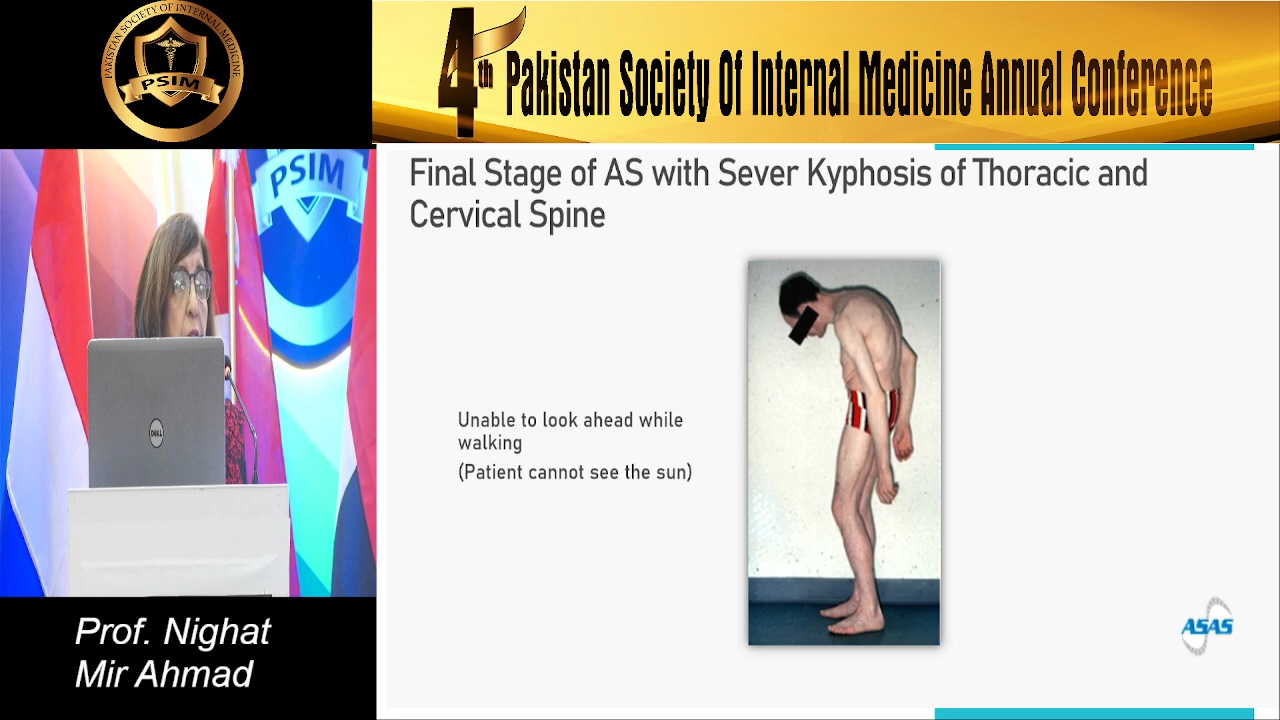 PAKISTAN SOCIETY OF INTERNAL MEDICINE
PSIM
4th Pakistan Society Of Internal Medicine Annual Conference
PSIM
Final Stage of AS with Sever Kyphosis of Thoracic and
Cervical Spine
Unable to look ahead while
walking
(Patient cannot see the sun)
DELL
ASAS
Prof. Nighat
Mir Ahmad